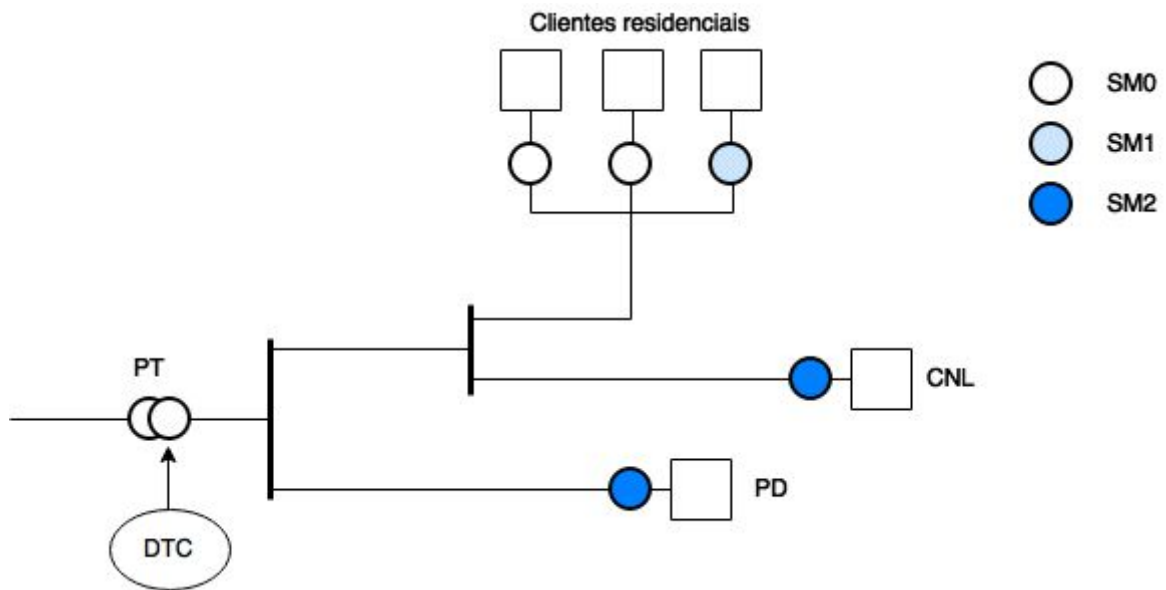 Clientes residenciais
SM0
SM1
SM2
PT
CNL
PD
DTC